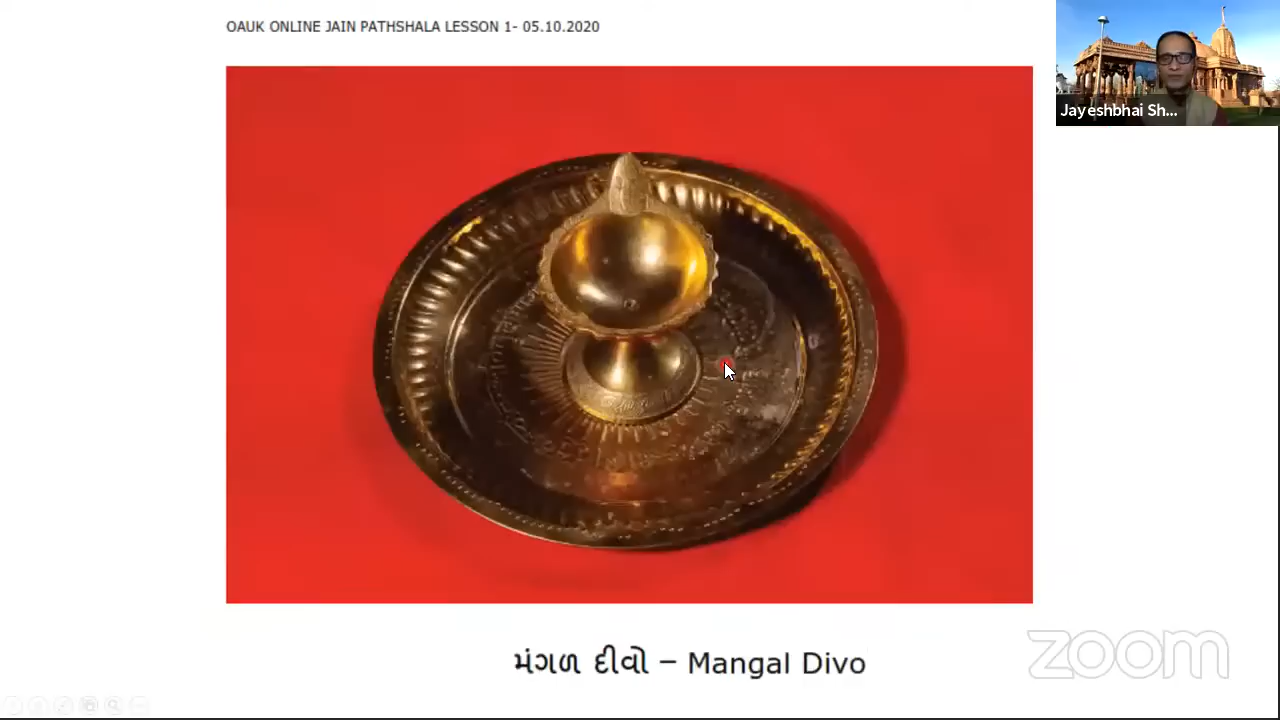 OAUK ONLINE JAIN PATHSHALA LESSON 1- 05.10.2020
Jayeshbhai Sh...
મંગળ દીવો – Mangal Divo
zoom